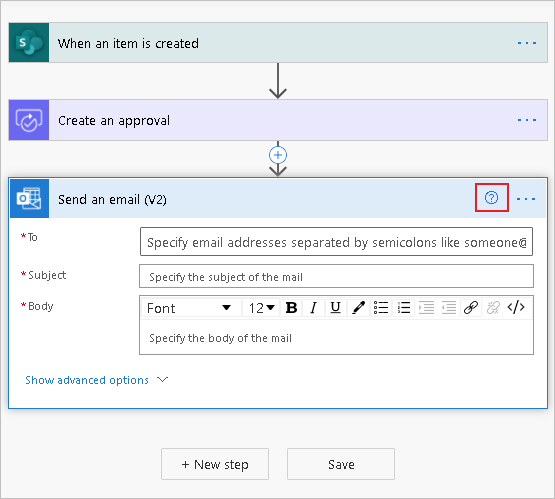 When an item is created
Create an approval
Send an email (V2)
*To
Specify email addresses separated by semicolons like someone@
*Subject
Specify the subject of the mail
*Body
Font 12 B I U </>
Specify the body of the mail
Show advanced options
+ New step
Save